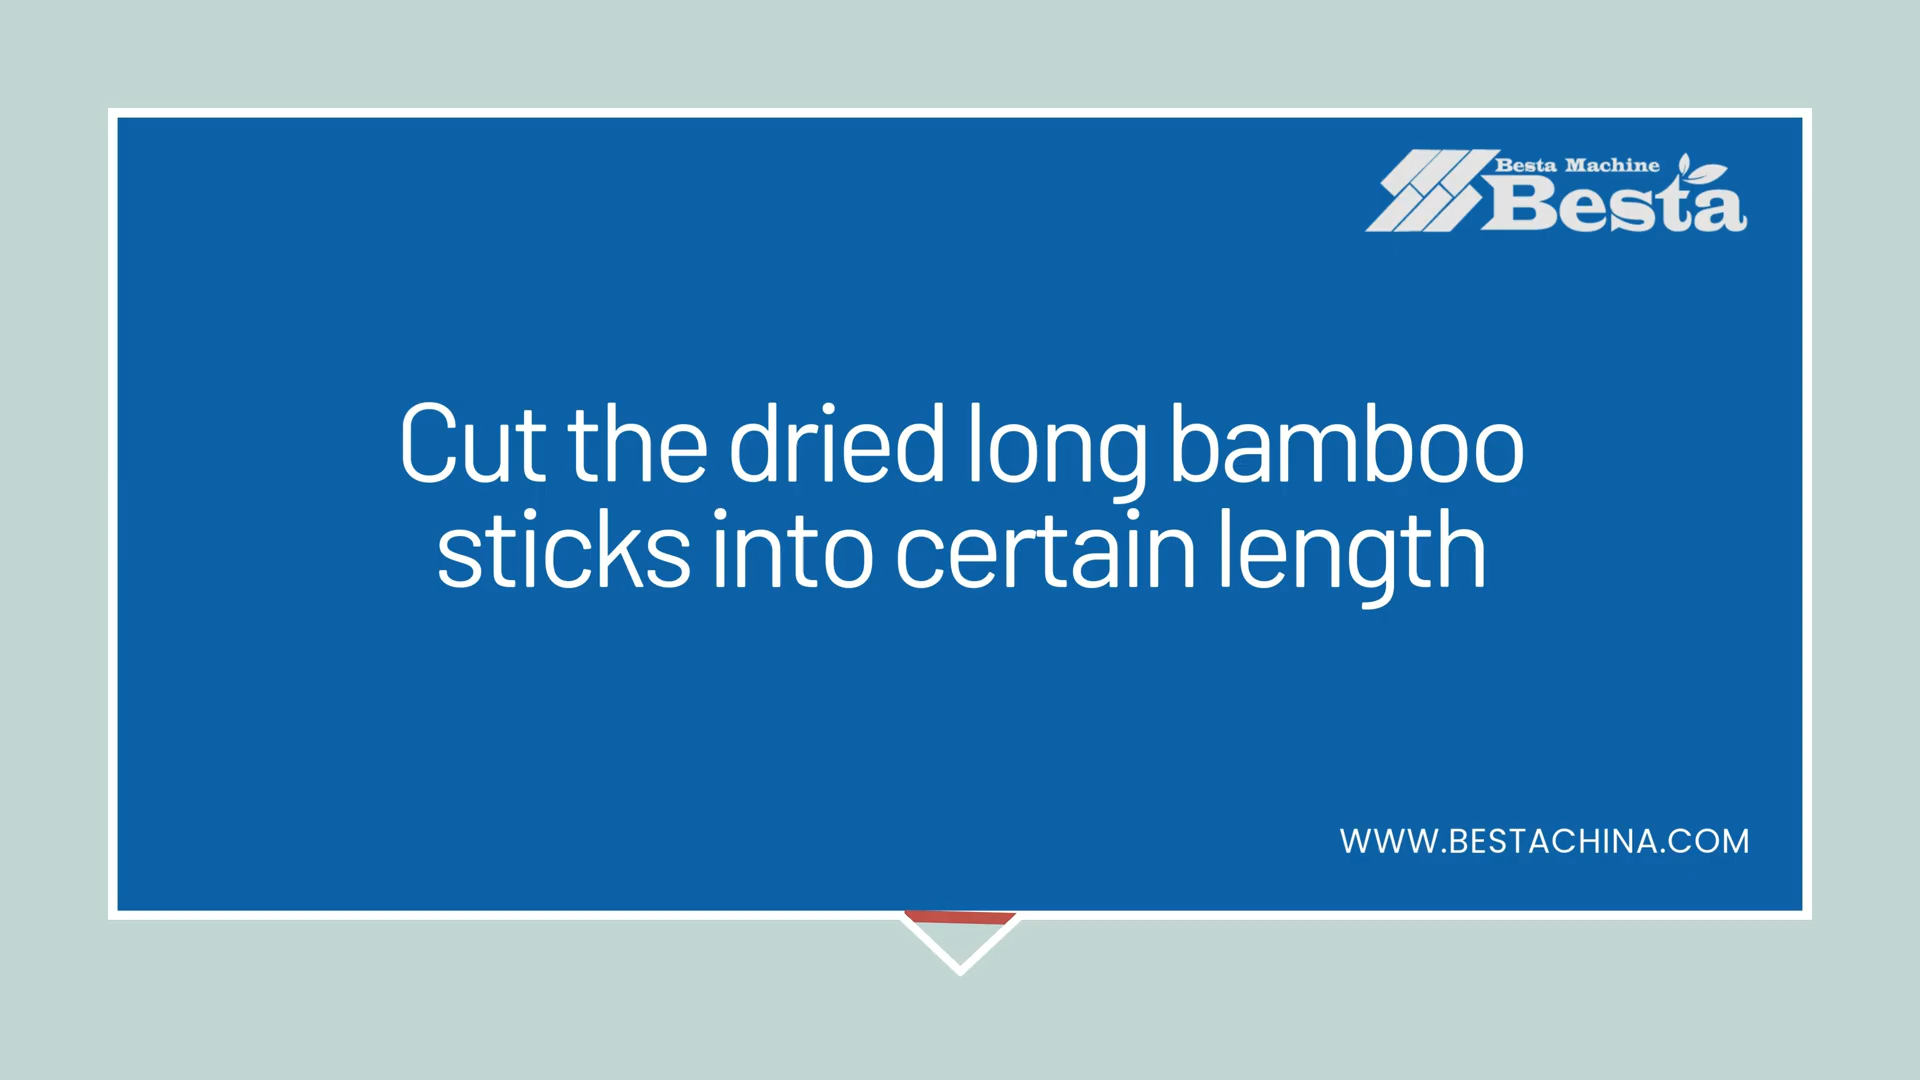 Besta Machine
Besta
Cut the dried long bamboo
sticks into certain length
WWW.BESTACHINA.COM